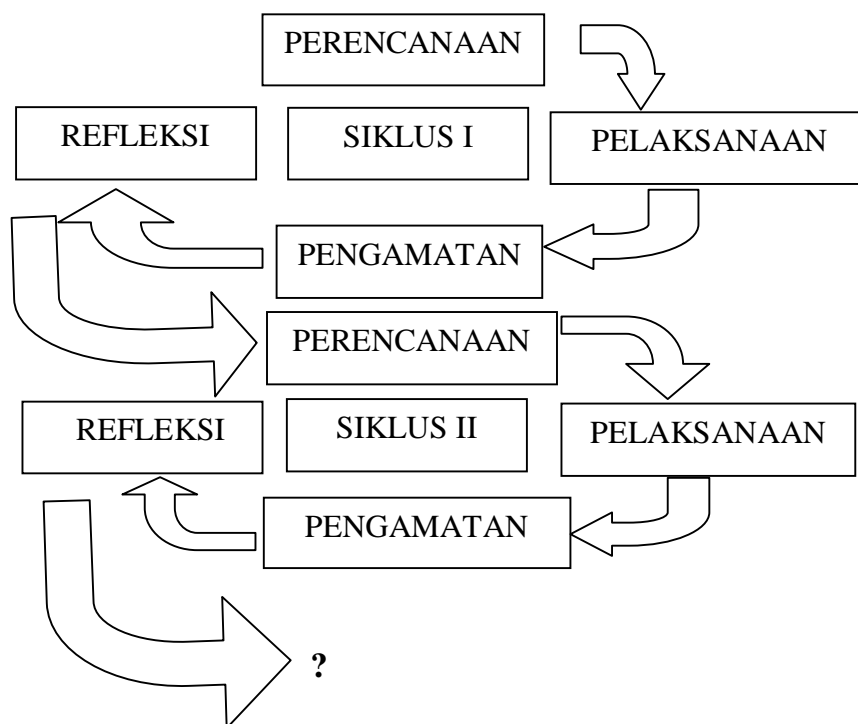 PERENCANAAN
REFLEKSI
SIKLUS I
PELAKSANAAN
PENGAMATAN
PERENCANAAN
REFLEKSI
SIKLUS II
PELAKSANAAN
PENGAMATAN
?